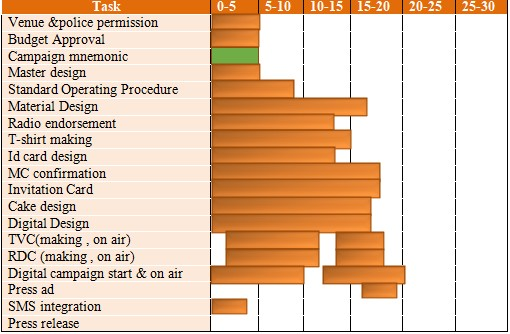 Task 0-5 5-10 10-15 15-20 20-25 25-30
Venue &police permission
Budget Approval
Campaign mnemonic
Master design
Standard Operating Procedure
Material Design
Radio endorsement
T-shirt making
Id card design
MC confirmation
Invitation Card
Cake design
Digital Design
TVC(making , on air)
RDC (making , on air)
Digital campaign start & on air
Press ad
SMS integration
Press release